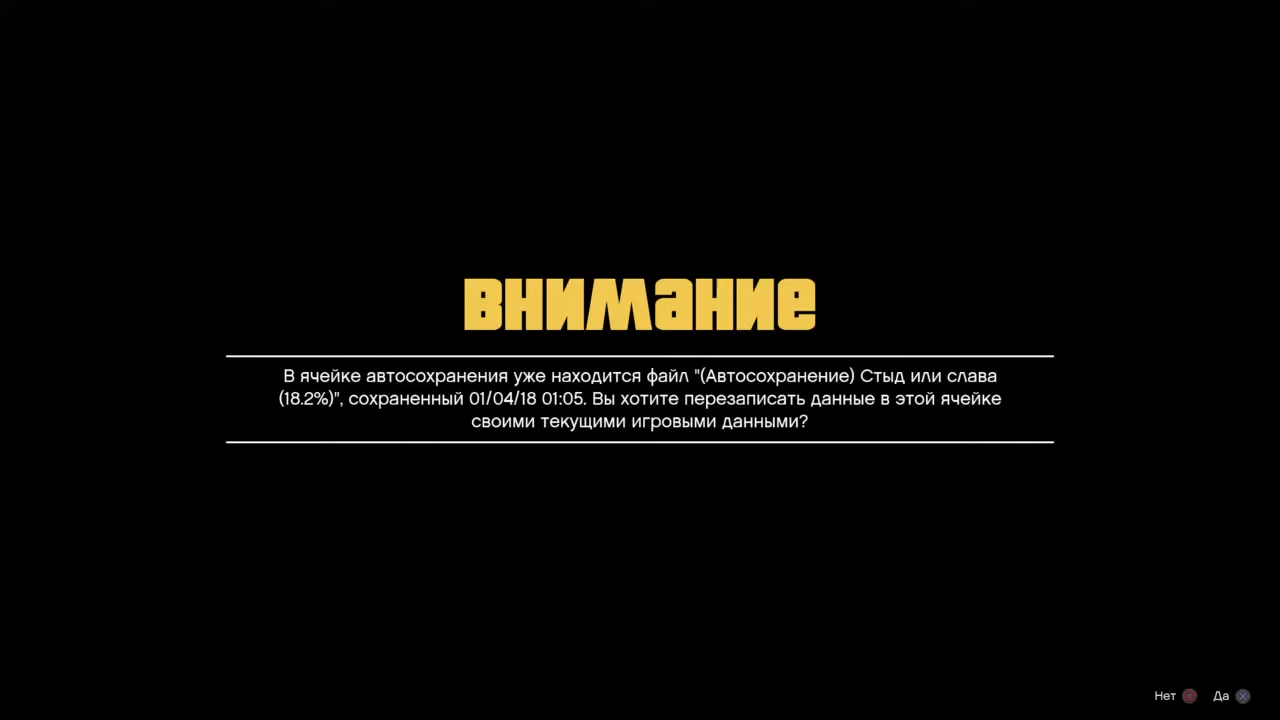 внимание
В ячейке автосохранения уже находится файл "(Автосохранение) Стыд или слава
(18.2%)", сохраненный 01/04/18 01:05. Вы хотите перезаписать данные в этой ячейке
своими текущими игровыми данными?
Нет Да